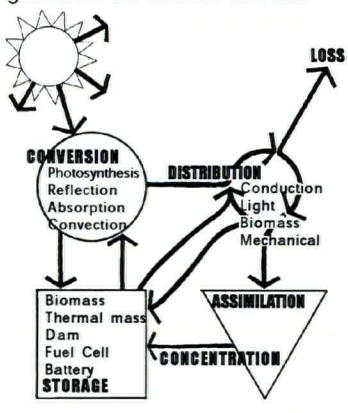 LOSS
CONVERSION
Photosynthesis
Reflection
Absorption
Convection
DISTRIBUTION
Conduction
Light
Biomass
Mechanical
Biomass
Thermal mass
Dam
Fuel Cell
Battery
STORAGE
ASSIMILATION
CONCENTRATION